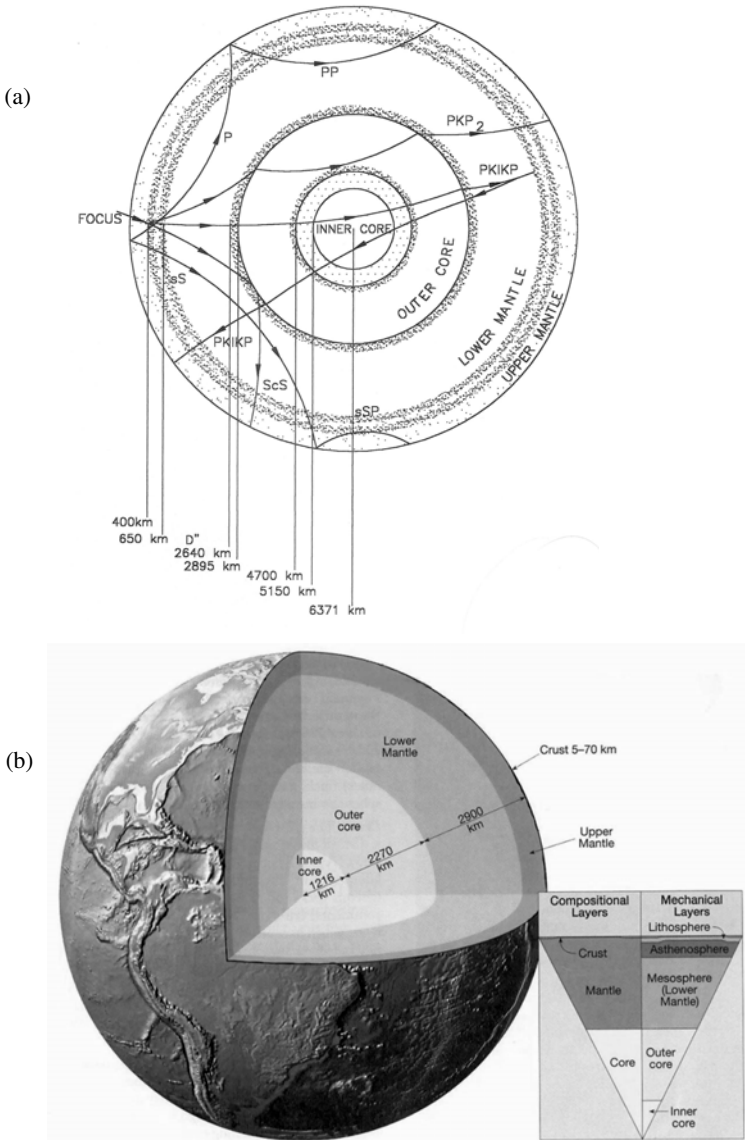 (a)
PP
PKP2
P
PKIKP
FOCUS
INNER CORE
OUTER CORE
LOWER MANTLE
UPPER MANTLE
sS
PKIKP
ScS
sSP
400km
650 km
D"
2640 km
2895 km
4700 km
5150 km
6371 km
(b)
Lower
Mantle
Crust 5–70 km
Outer
core
2900
km
Upper
Mantle
2270
km
Inner
core
1216
km
Compositional
Layers
Mechanical
Layers
Lithosphere
Crust
Asthenosphere
Mantle
Mesosphere
(Lower
Mantle)
Core
Outer
core
Inner
core